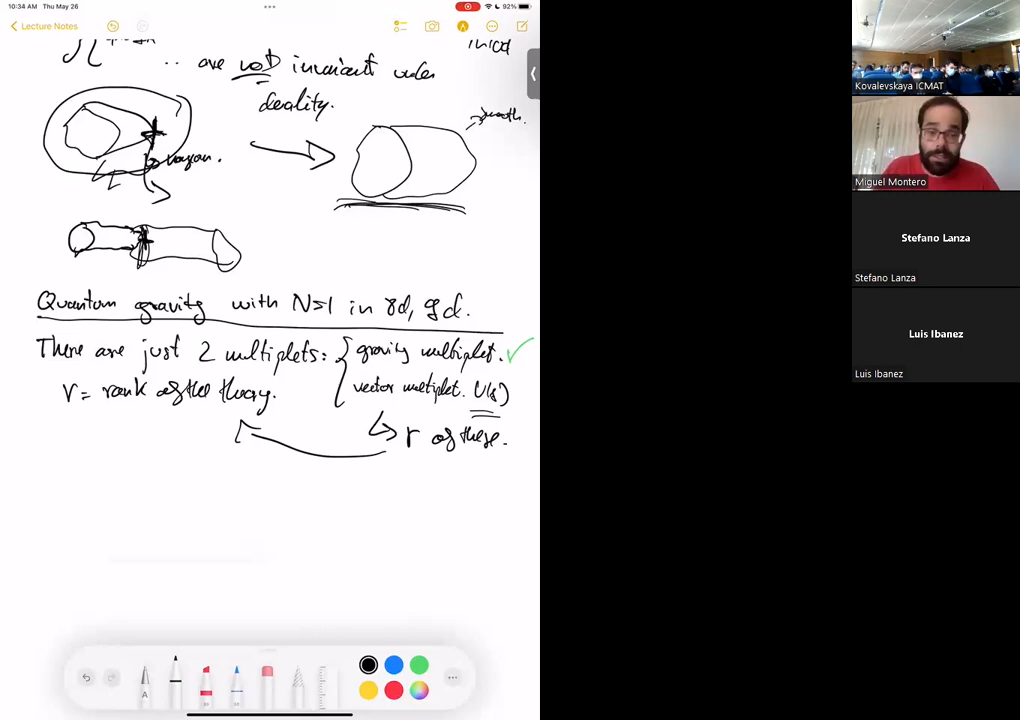 10:34 AM Thu May 26
92%
Lecture Notes
.. are not invariant under
duality.
Quantum gravity with N=1 in 8d, 9d.
There are just 2 multiplets: { gravity multiplet. ✓
vector multiplet. U(1)
r = rank of the theory.
r of these.
A
Kovalevskaya ICMAT
Miguel Montero
Stefano Lanza
Stefano Lanza
Luis Ibanez
Luis Ibanez